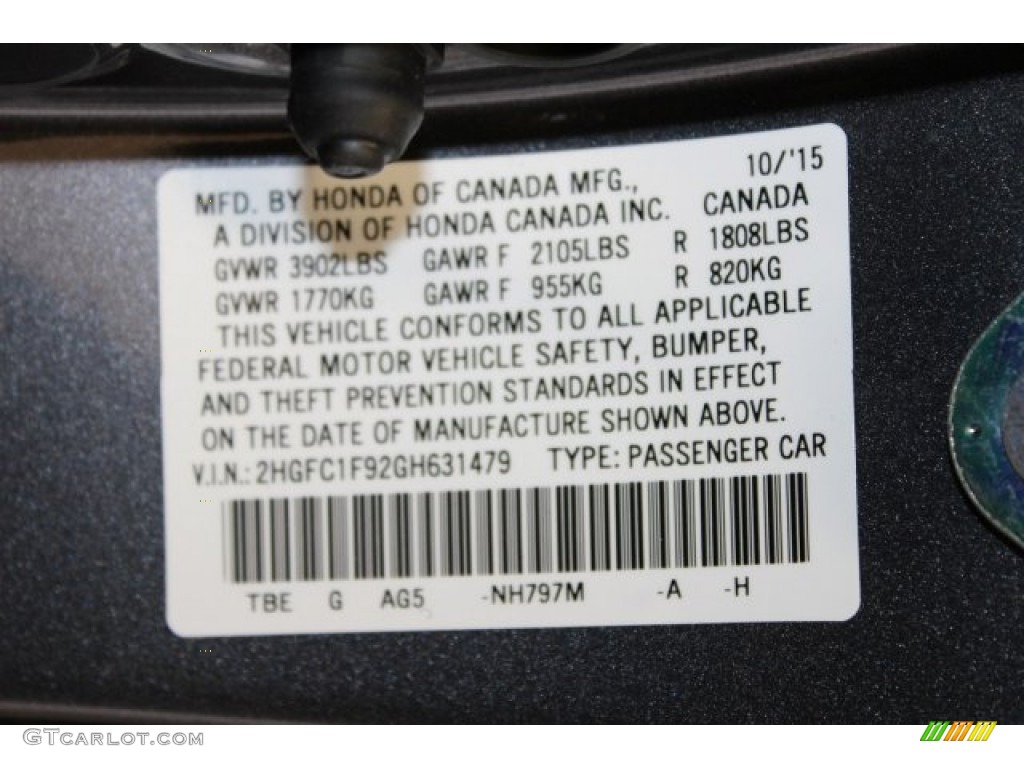 10/'15
MFD. BY HONDA OF CANADA MFG.,
A DIVISION OF HONDA CANADA INC. CANADA
GVWR 3902LBS GAWR F 2105LBS R 1808LBS
GVWR 1770KG GAWR F 955KG R 820KG
THIS VEHICLE CONFORMS TO ALL APPLICABLE
FEDERAL MOTOR VEHICLE SAFETY, BUMPER,
AND THEFT PREVENTION STANDARDS IN EFFECT
ON THE DATE OF MANUFACTURE SHOWN ABOVE.
V.I.N.: 2HGFC1F92GH631479 TYPE: PASSENGER CAR
TBE G AG5 -NH797M -A -H
GTCarlot.com